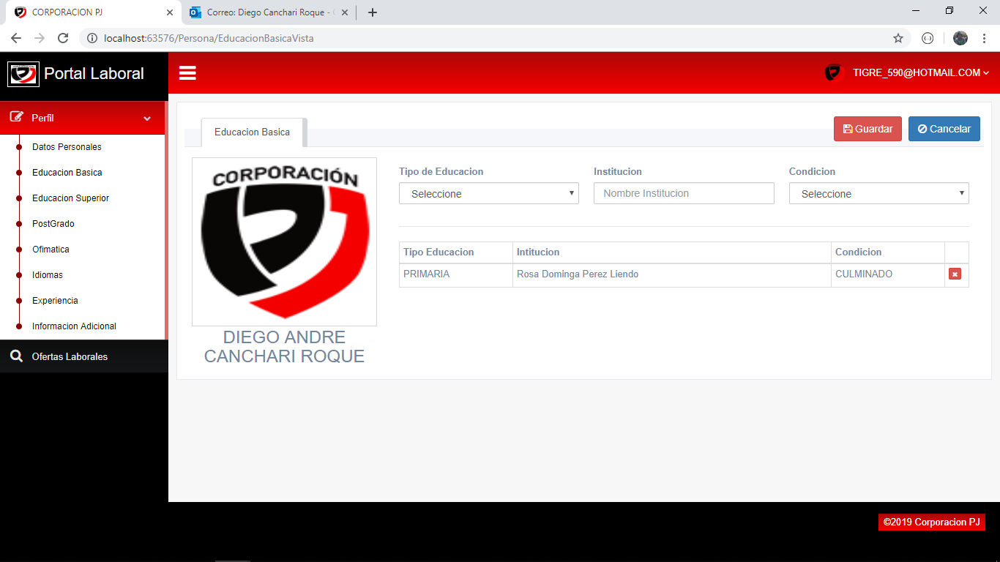 CORPORACION PJ
Correo: Diego Canchari Roque -
localhost:63576/Persona/EducacionBasicaVista
Portal Laboral
TIGRE_590@HOTMAIL.COM
Perfil
Datos Personales
Educacion Basica
Educacion Superior
PostGrado
Ofimatica
Idiomas
Experiencia
Informacion Adicional
Ofertas Laborales
Educacion Basica
Guardar
Cancelar
CORPORACIÓN
DIEGO ANDRE
CANCHARI ROQUE
Tipo de Educacion Institucion Condicion
Seleccione Nombre Institucion Seleccione
Tipo Educacion Intitucion Condicion
PRIMARIA Rosa Dominga Perez Liendo CULMINADO
©2019 Corporacion PJ